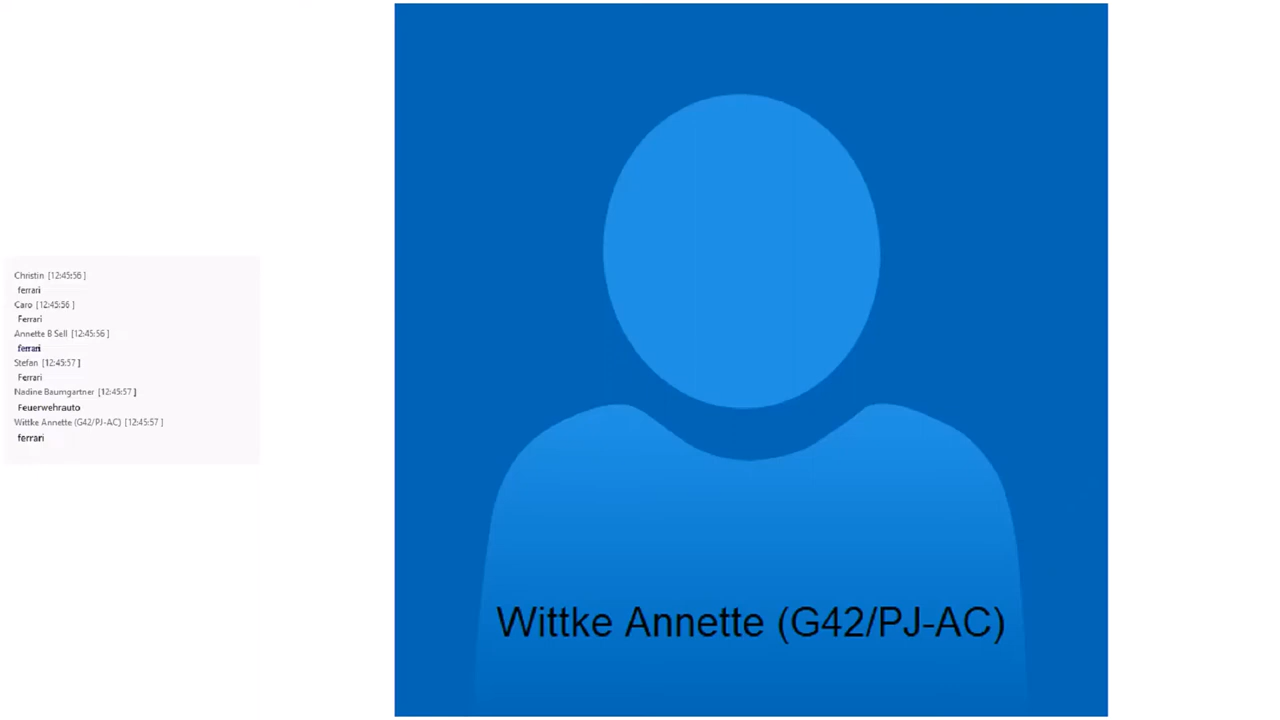 Christin [12:45:56 ]
ferrari
Caro [12:45:56 ]
Ferrari
Annette B Sell [12:45:56 ]
ferrari
Stefan [12:45:57 ]
Ferrari
Nadine Baumgartner [12:45:57 ]
Feuerwehrauto
Wittke Annette (G42/PJ-AC) [12:45:57 ]
ferrari
Wittke Annette (G42/PJ-AC)